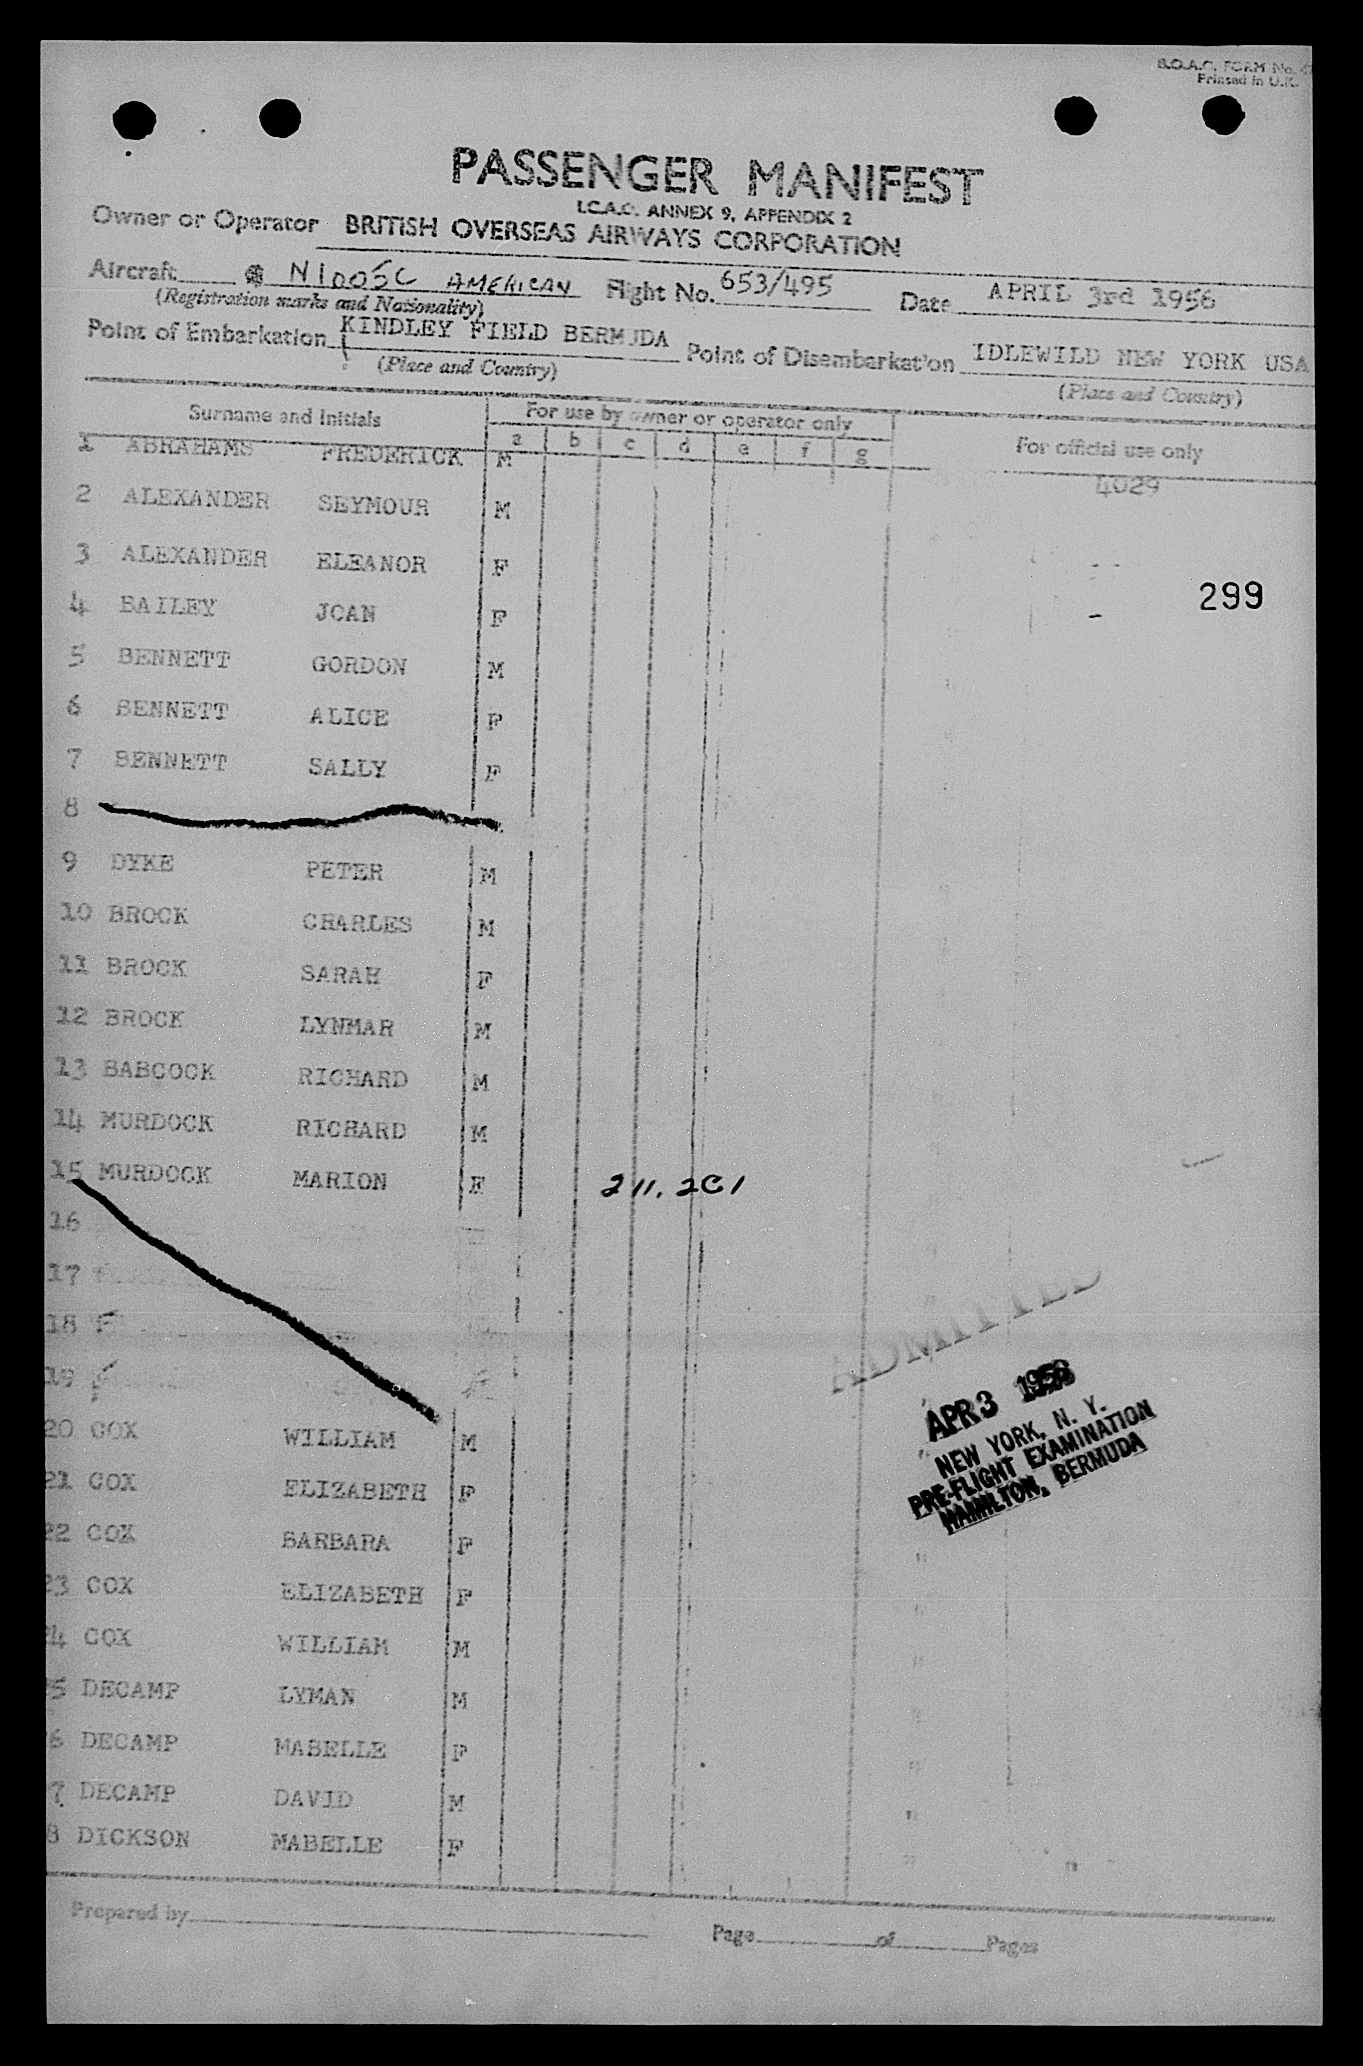 B.O.A.C. FORM No.
Printed in U.K.
PASSENGER MANIFEST
I.C.A.O. ANNEX 9, APPENDIX 2
Owner or Operator BRITISH OVERSEAS AIRWAYS CORPORATION
Aircraft N1005C AMERICAN Flight No. 653/495 Date APRIL 3rd 1956
(Registration marks and Nationality)
Point of Embarkation KINDLEY FIELD BERMUDA Point of Disembarkation IDLEWILD NEW YORK USA
(Place and Country) (Place and Country)
Surname and Initials For use by owner or operator only For official use only
a b c d e f g
1 ABRAHAMS FREDERICK M 4029
2 ALEXANDER SEYMOUR M
3 ALEXANDER ELEANOR F
299
4 BAILEY JOAN F
5 BENNETT GORDON M
6 BENNETT ALICE F
7 BENNETT SALLY F
8
9 DYKE PETER M
10 BROCK CHARLES M
11 BROCK SARAH F
12 BROCK LYNMAR M
13 BABCOCK RICHARD M
14 MURDOCK RICHARD M
15 MURDOCK MARION F 211.201
16
17
18
19
ADMITTED
APR 3
NEW YORK, N. Y.
PRE-FLIGHT EXAMINATION
HAMILTON, BERMUDA
20 COX WILLIAM M
21 COX ELIZABETH F
22 COX BARBARA F
23 COX ELIZABETH F
4 COX WILLIAM M
5 DECAMP LYMAN M
6 DECAMP MABELLE F
7 DECAMP DAVID M
8 DICKSON MABELLE F
Prepared by
Page of Pages